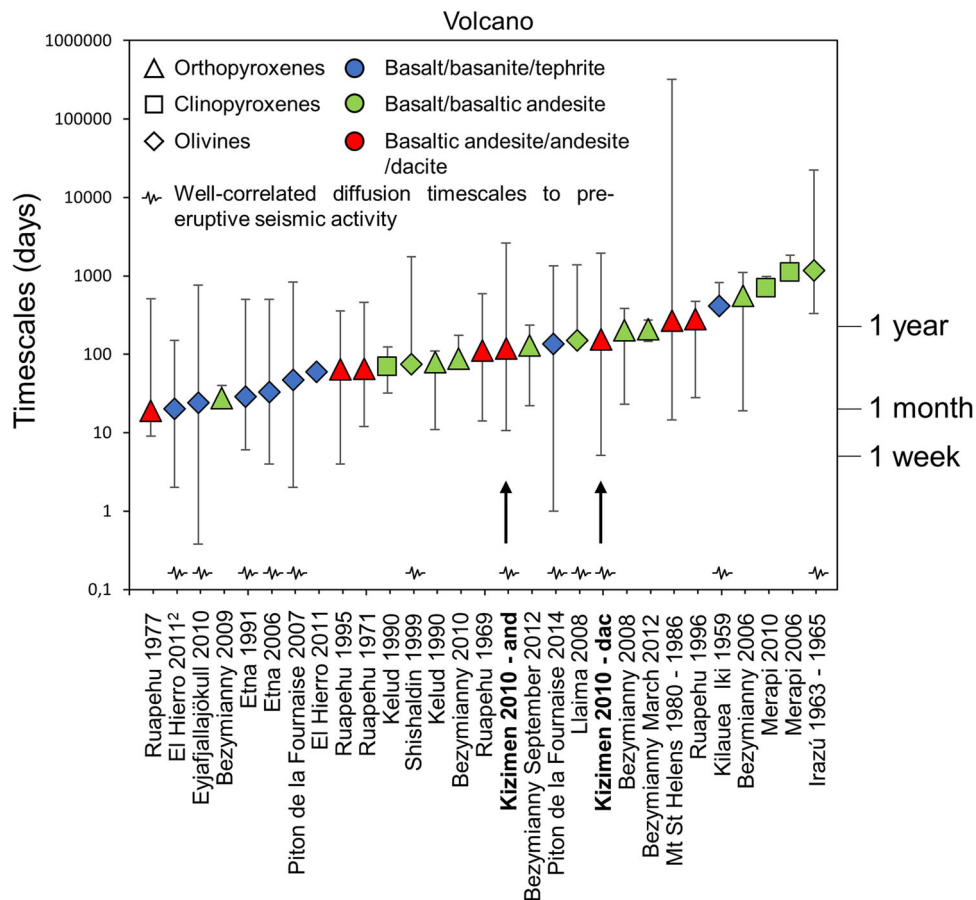 Volcano
Timescales (days)
1000000
100000
10000
1000
100
10
1
0,1
Orthopyroxenes
Clinopyroxenes
Olivines
Basalt/basanite/tephrite
Basalt/basaltic andesite
Basaltic andesite/andesite
/dacite
Well-correlated diffusion timescales to pre-
eruptive seismic activity
1 year
1 month
1 week
Ruapehu 1977
El Hierro 2011²
Eyjafjallajökull 2010
Bezymianny 2009
Etna 1991
Etna 2006
Piton de la Fournaise 2007
El Hierro 2011
Ruapehu 1995
Ruapehu 1971
Kelud 1990
Shishaldin 1999
Kelud 1990
Bezymianny 2010
Ruapehu 1969
Kizimen 2010 - and
Bezymianny September 2012
Piton de la Fournaise 2014
Llaima 2008
Kizimen 2010 - dac
Bezymianny 2008
Bezymianny March 2012
Mt St Helens 1980 - 1986
Ruapehu 1996
Kilauea Iki 1959
Bezymianny 2006
Merapi 2010
Merapi 2006
Irazú 1963 - 1965